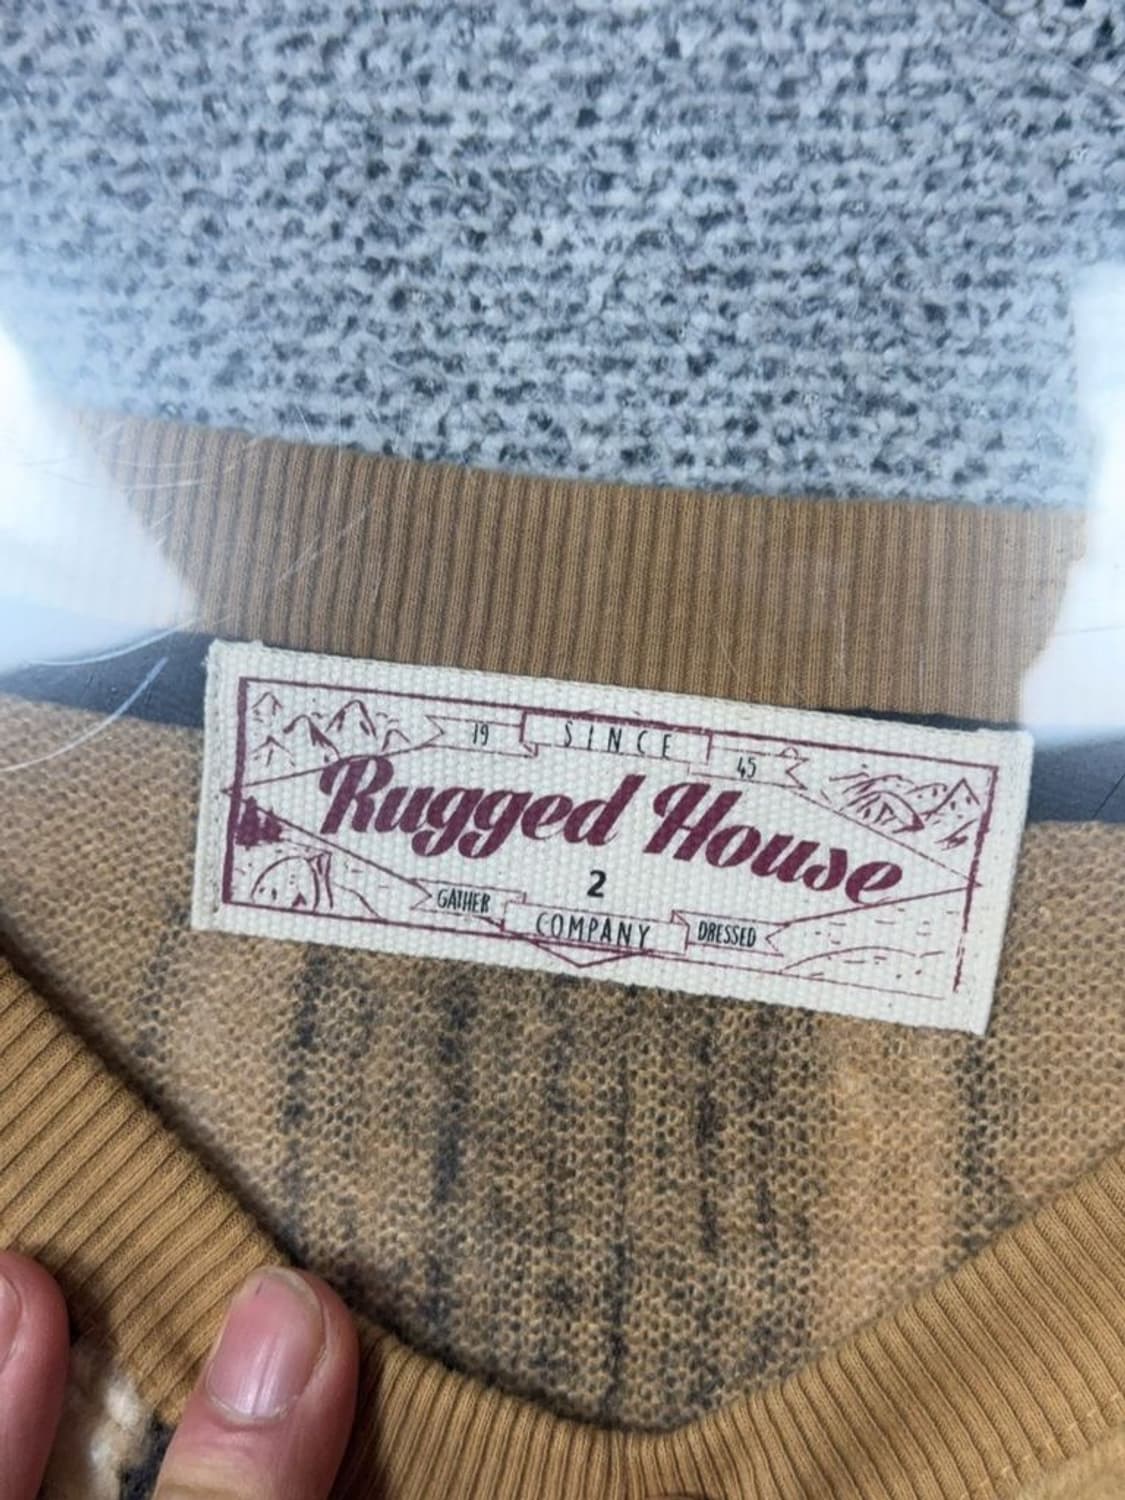 19 SINCE 45
Rugged House
2
GATHER COMPANY DRESSED